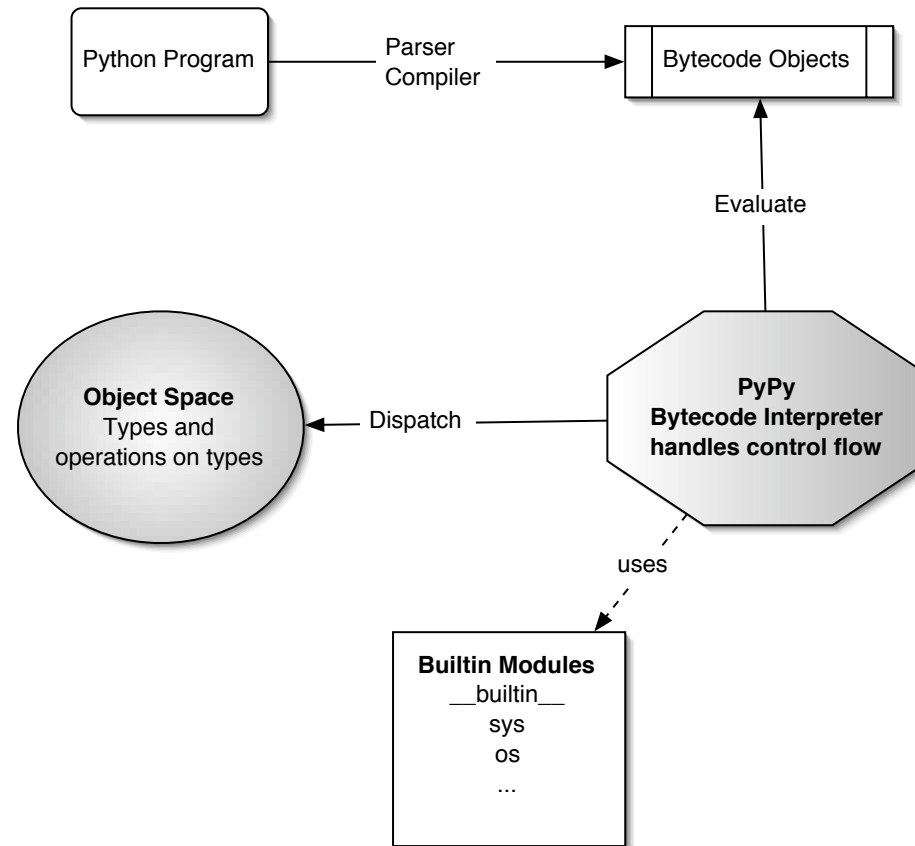 Python Program
Parser
Compiler
Bytecode Objects
Evaluate
Object Space
Types and
operations on types
Dispatch
PyPy
Bytecode Interpreter
handles control flow
uses
Builtin Modules
__builtin__
sys
os
...